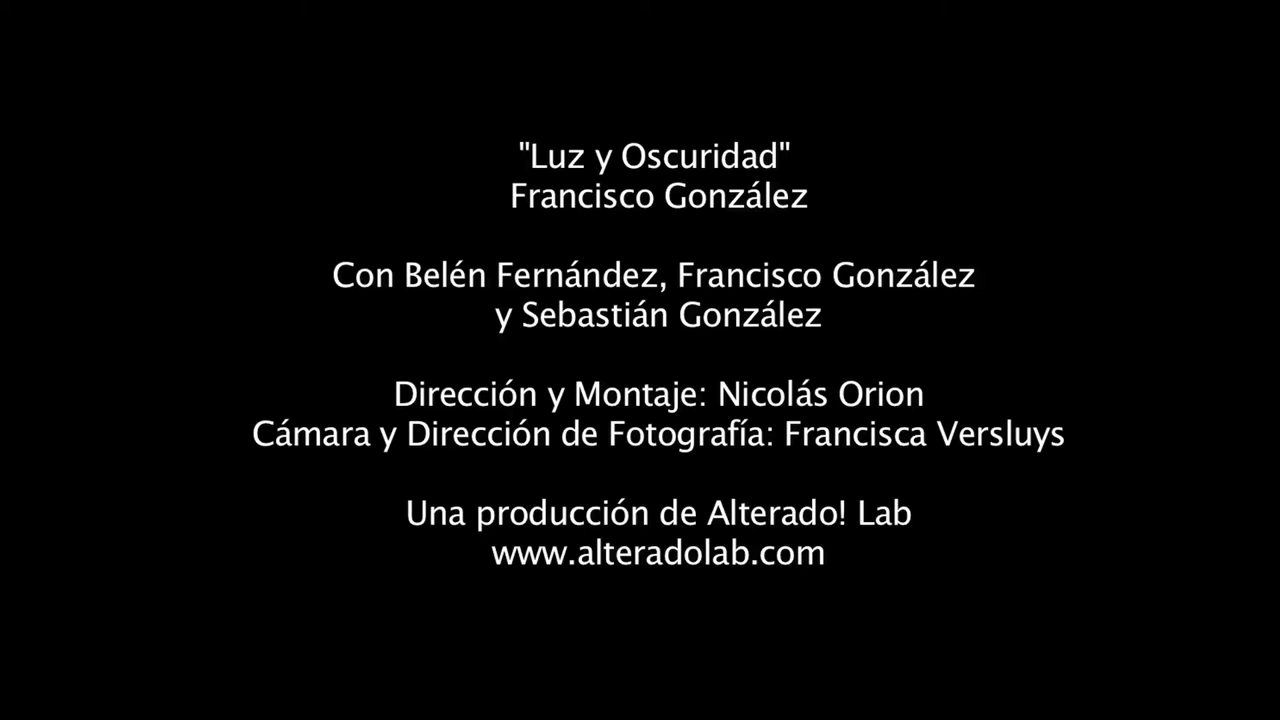 "Luz y Oscuridad"
Francisco González
Con Belén Fernández, Francisco González
y Sebastián González
Dirección y Montaje: Nicolás Orion
Cámara y Dirección de Fotografía: Francisca Versluys
Una producción de Alterado! Lab
www.alteradolab.com